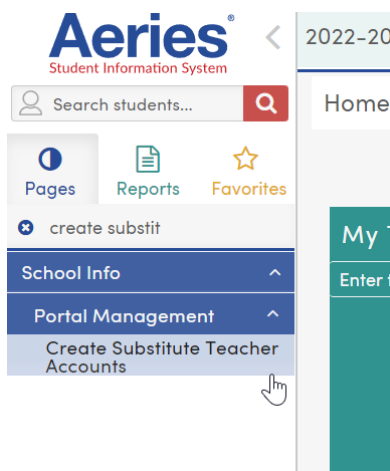 Aeries®
Student Information System
2022-20
Search students...
Home
Pages Reports Favorites
create substit
School Info
Portal Management
Create Substitute Teacher
Accounts
My
Enter